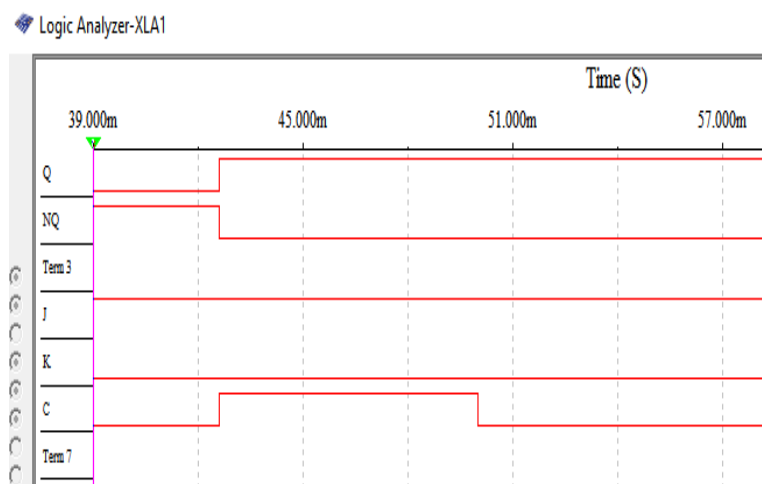 Logic Analyzer-XLA1
Time (S)
39.000m 45.000m 51.000m 57.000m
Q
NQ
Term 3
J
K
C
Term 7